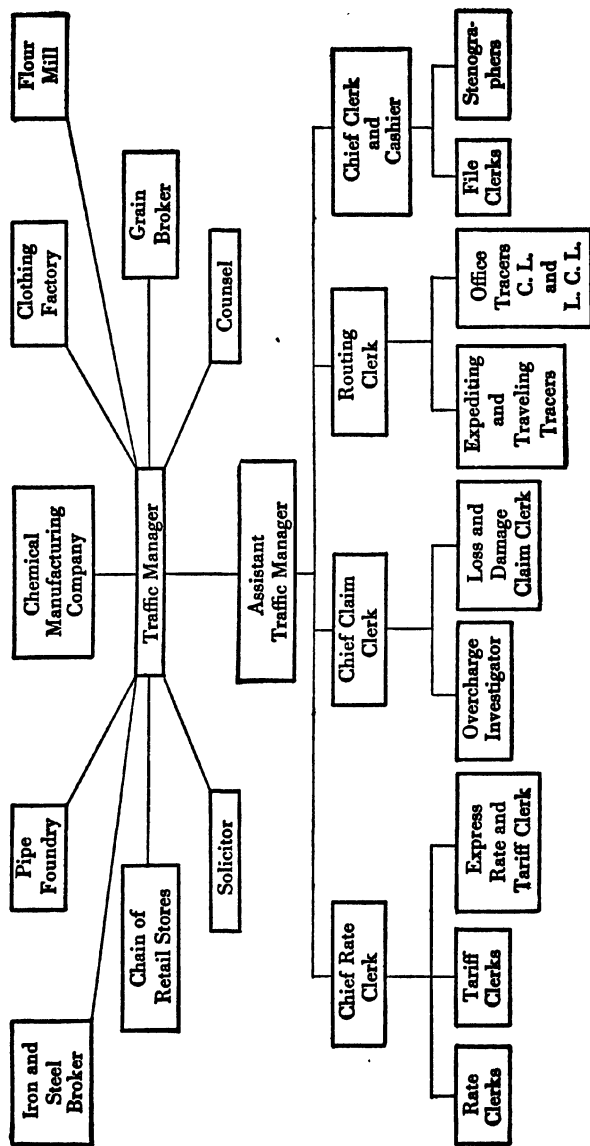 Iron and
Steel
Broker
Pipe
Foundry
Chemical
Manufacturing
Company
Clothing
Factory
Flour
Mill
Chain of
Retail Stores
Traffic Manager
Grain
Broker
Solicitor
Counsel
Assistant
Traffic Manager
Chief Rate
Clerk
Chief Claim
Clerk
Routing
Clerk
Chief Clerk
and
Cashier
Rate
Clerks
Tariff
Clerks
Express
Rate and
Tariff Clerk
Overcharge
Investigator
Loss and
Damage
Claim Clerk
Expediting
and
Traveling
Tracers
Office
Tracers
C. L.
and
L. C. L.
File
Clerks
Stenogra-
phers